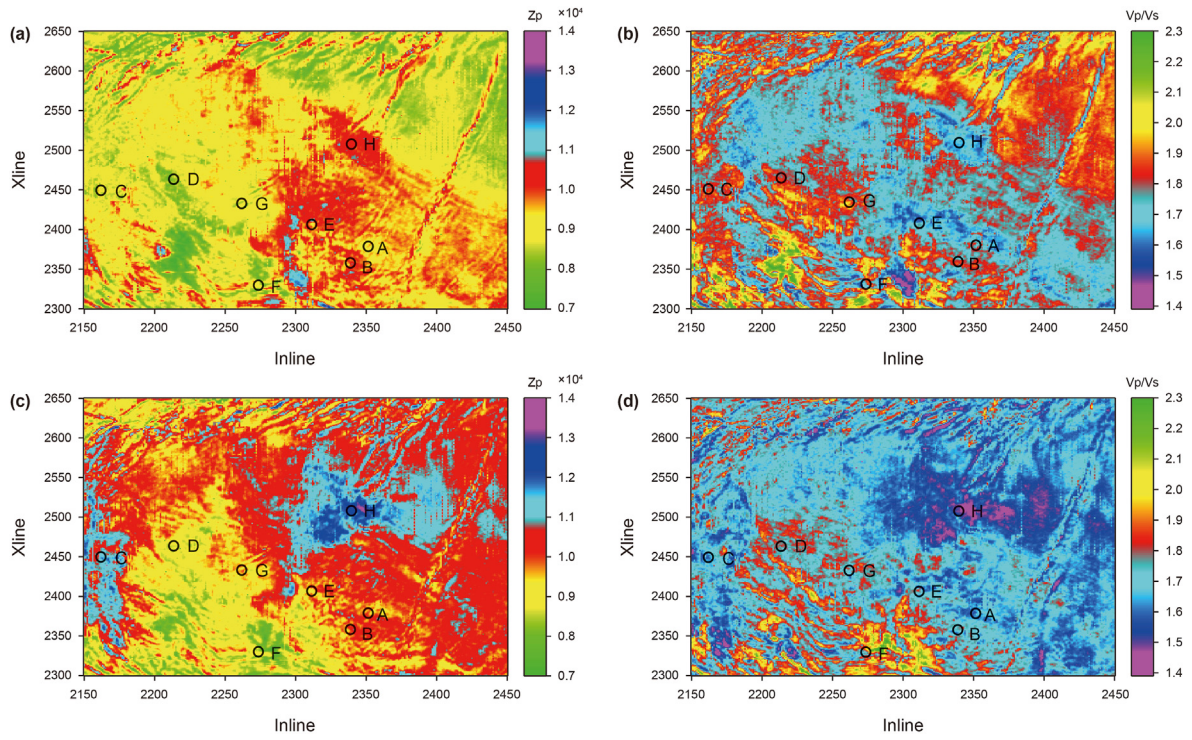 (a)
Zp
×10⁴
2650
2600
2550
2500
2450
2400
2350
2300
Xline
2150
2200
2250
2300
2350
2400
2450
Inline
C
D
G
H
E
A
B
F
1.4
1.3
1.2
1.1
1.0
0.9
0.8
0.7
(b)
Vp/Vs
2650
2600
2550
2500
2450
2400
2350
2300
Xline
2150
2200
2250
2300
2350
2400
2450
Inline
C
D
G
H
E
A
B
F
2.3
2.2
2.1
2.0
1.9
1.8
1.7
1.6
1.5
1.4
(c)
Zp
×10⁴
2650
2600
2550
2500
2450
2400
2350
2300
Xline
2150
2200
2250
2300
2350
2400
2450
Inline
C
D
G
H
E
A
B
F
1.4
1.3
1.2
1.1
1.0
0.9
0.8
0.7
(d)
Vp/Vs
2650
2600
2550
2500
2450
2400
2350
2300
Xline
2150
2200
2250
2300
2350
2400
2450
Inline
C
D
G
H
E
A
B
F
2.3
2.2
2.1
2.0
1.9
1.8
1.7
1.6
1.5
1.4